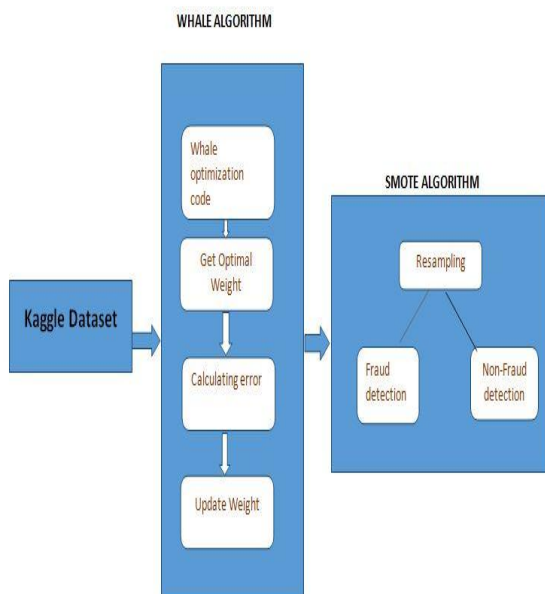 WHALE ALGORITHM
Whale
optimization
code
Get Optimal
Weight
Calculating error
Update Weight
Kaggle Dataset
SMOTE ALGORITHM
Resampling
Fraud
detection
Non-Fraud
detection